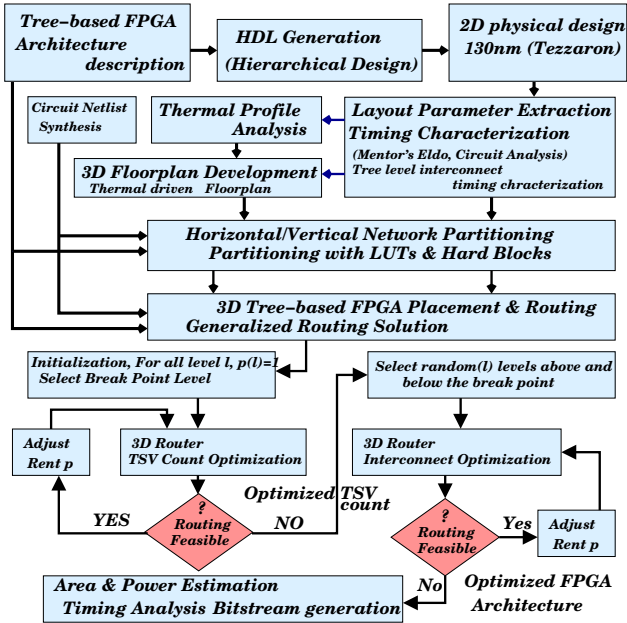 Tree-based FPGA
Architecture
description
HDL Generation
(Hierarchical Design)
2D physical design
130nm (Tezzaron)
Circuit Netlist
Synthesis
Thermal Profile
Analysis
Layout Parameter Extraction
Timing Characterization
(Mentor's Eldo, Circuit Analysis)
Tree level interconnect
timing chracterization
3D Floorplan Development
Thermal driven Floorplan
Horizontal/Vertical Network Partitioning
Partitioning with LUTs & Hard Blocks
3D Tree-based FPGA Placement & Routing
Generalized Routing Solution
Initialization, For all level l, p(l)=1
Select Break Point Level
Select random(l) levels above and
below the break point
Adjust
Rent p
3D Router
TSV Count Optimization
3D Router
Interconnect Optimization
Optimized TSV
count
YES
?
Routing
Feasible
NO
?
Routing
Feasible
Yes
Adjust
Rent p
No
Optimized FPGA
Architecture
Area & Power Estimation
Timing Analysis Bitstream generation